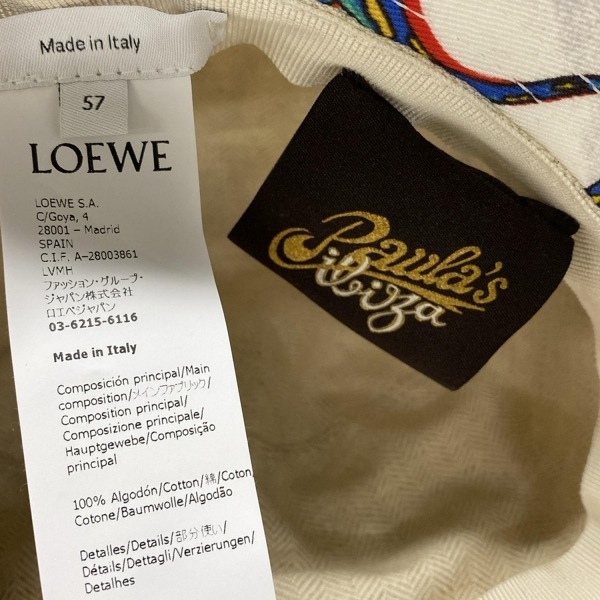 Made in Italy
57
LOEWE
LOEWE S.A.
C/Goya, 4
28001 - Madrid
SPAIN
C.I.F. A-28003861
LVMH
ファッション・グループ・
ジャパン株式会社
ロエベジャパン
03-6215-6116
Made in Italy
Composición principal/Main
composition/メインファブリック/
Composition principal/
Composizione principale/
Hauptgewebe/Composição
principal
100% Algodón/Cotton/綿/Coton/
Cotone/Baumwolle/Algodão
Detalles/Details/部分使い/
Détails/Dettagli/Verzierungen/
Detalhes
Paula's
ibiza